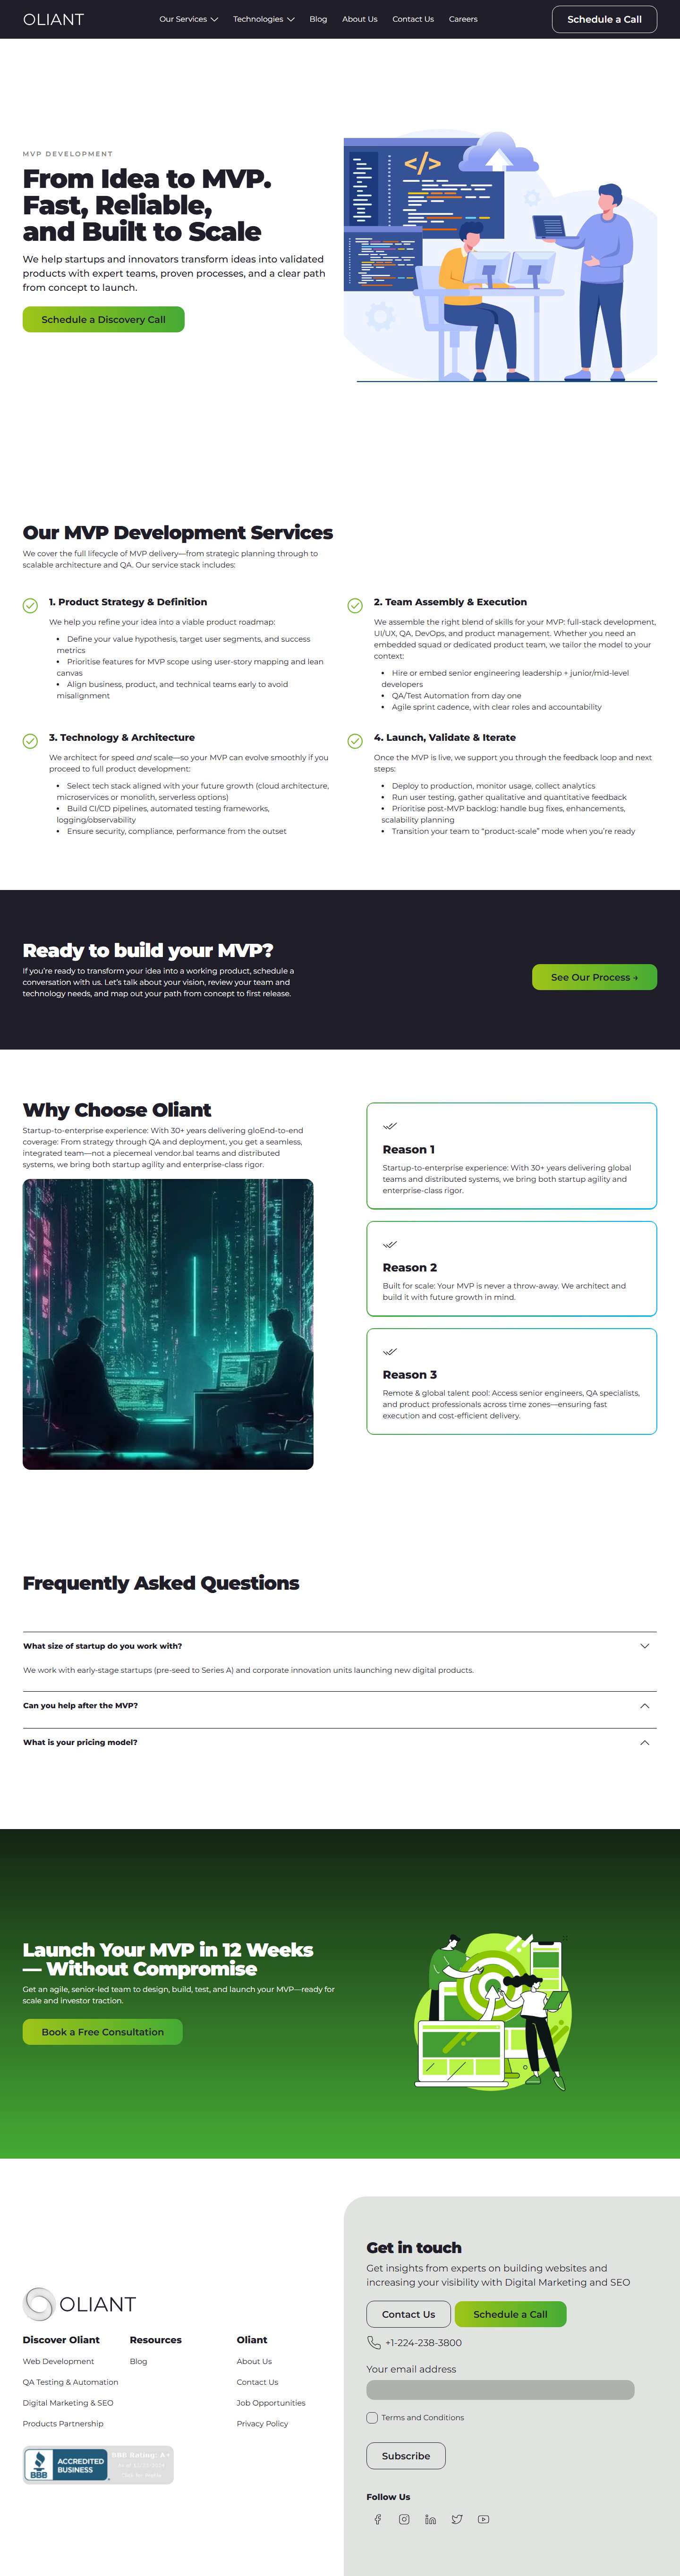 OLIANT
Our Services
Technologies
Blog
About Us
Contact Us
Careers
Schedule a Call
MVP DEVELOPMENT
From Idea to MVP.
Fast, Reliable,
and Built to Scale
We help startups and innovators transform ideas into validated
products with expert teams, proven processes, and a clear path
from concept to launch.
Schedule a Discovery Call
</>
Our MVP Development Services
We cover the full lifecycle of MVP delivery—from strategic planning through to
scalable architecture and QA. Our service stack includes:
1. Product Strategy & Definition
We help you refine your idea into a viable product roadmap:
• Define your value hypothesis, target user segments, and success
metrics
• Prioritise features for MVP scope using user-story mapping and lean
canvas
• Align business, product, and technical teams early to avoid
misalignment
2. Team Assembly & Execution
We assemble the right blend of skills for your MVP: full-stack development,
UI/UX, QA, DevOps, and product management. Whether you need an
embedded squad or dedicated product team, we tailor the model to your
context:
• Hire or embed senior engineering leadership + junior/mid-level
developers
• QA/Test Automation from day one
• Agile sprint cadence, with clear roles and accountability
3. Technology & Architecture
We architect for speed and scale—so your MVP can evolve smoothly if you
proceed to full product development:
• Select tech stack aligned with your future growth (cloud architecture,
microservices or monolith, serverless options)
• Build CI/CD pipelines, automated testing frameworks,
logging/observability
• Ensure security, compliance, performance from the outset
4. Launch, Validate & Iterate
Once the MVP is live, we support you through the feedback loop and next
steps:
• Deploy to production, monitor usage, collect analytics
• Run user testing, gather qualitative and quantitative feedback
• Prioritise post-MVP backlog: handle bug fixes, enhancements,
scalability planning
• Transition your team to “product-scale” mode when you’re ready
Ready to build your MVP?
If you’re ready to transform your idea into a working product, schedule a
conversation with us. Let’s talk about your vision, review your team and
technology needs, and map out your path from concept to first release.
See Our Process →
Why Choose Oliant
Startup-to-enterprise experience: With 30+ years delivering gloEnd-to-end
coverage: From strategy through QA and deployment, you get a seamless,
integrated team—not a piecemeal vendor.bal teams and distributed
systems, we bring both startup agility and enterprise-class rigor.
Reason 1
Startup-to-enterprise experience: With 30+ years delivering global
teams and distributed systems, we bring both startup agility and
enterprise-class rigor.
Reason 2
Built for scale: Your MVP is never a throw-away. We architect and
build it with future growth in mind.
Reason 3
Remote & global talent pool: Access senior engineers, QA specialists,
and product professionals across time zones—ensuring fast
execution and cost-efficient delivery.
Frequently Asked Questions
What size of startup do you work with?
We work with early-stage startups (pre-seed to Series A) and corporate innovation units launching new digital products.
Can you help after the MVP?
What is your pricing model?
Launch Your MVP in 12 Weeks
— Without Compromise
Get an agile, senior-led team to design, build, test, and launch your MVP—ready for
scale and investor traction.
Book a Free Consultation
OLIANT
Discover Oliant
Web Development
QA Testing & Automation
Digital Marketing & SEO
Products Partnership
Resources
Blog
Oliant
About Us
Contact Us
Job Opportunities
Privacy Policy
BBB
ACCREDITED
BUSINESS
BBB Rating: A+
Get in touch
Get insights from experts on building websites and
increasing your visibility with Digital Marketing and SEO
Contact Us
Schedule a Call
+1-224-238-3800
Your email address
Terms and Conditions
Subscribe
Follow Us